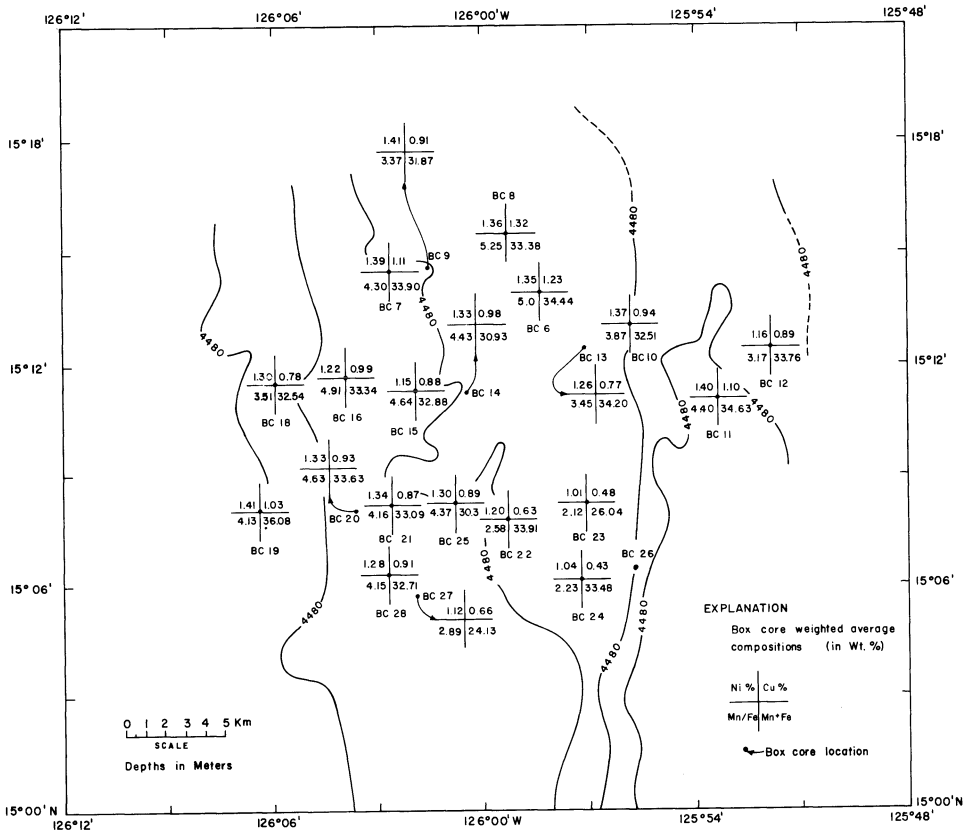 126°12' 126°06' 126°00'W 125°54' 125°48'
15°18' 15°18'
1.41 0.91
3.37 31.87
BC 8
1.36 1.32
5.25 33.38
BC 9
1.39 1.11
4.30 33.90
BC 7
1.35 1.23
5.0 34.44
BC 6
4480
4480
4480
4480
1.33 0.98
4.43 30.93
1.37 0.94
3.87 32.51
BC 10
BC 13
1.16 0.89
3.17 33.76
BC 12
15°12' 15°12'
4480
1.30 0.78
3.51 32.54
BC 18
1.22 0.99
4.91 33.34
BC 16
1.15 0.88
4.64 32.88
BC 15
BC 14
1.26 0.77
3.45 34.20
1.40 1.10
4.40 34.63
BC 11
4480
1.33 0.93
4.63 33.63
BC 20
1.41 1.03
4.13 36.08
BC 19
1.34 0.87
4.16 33.09
BC 21
1.30 0.89
4.37 30.3
BC 25
1.20 0.63
2.58 33.91
BC 22
1.01 0.48
2.12 26.04
BC 23
4480
BC 26
15°06' 15°06'
1.28 0.91
4.15 32.71
BC 28
BC 27
1.12 0.66
2.89 24.13
1.04 0.43
2.23 33.48
BC 24
4480
4480
4480
EXPLANATION
Box core weighted average
compositions (in Wt. %)
Ni % Cu %
Mn/Fe Mn+Fe
Box core location
0 1 2 3 4 5 Km
SCALE
Depths in Meters
15°00'N 15°00'N
126°12' 126°06' 126°00'W 125°54' 125°48'